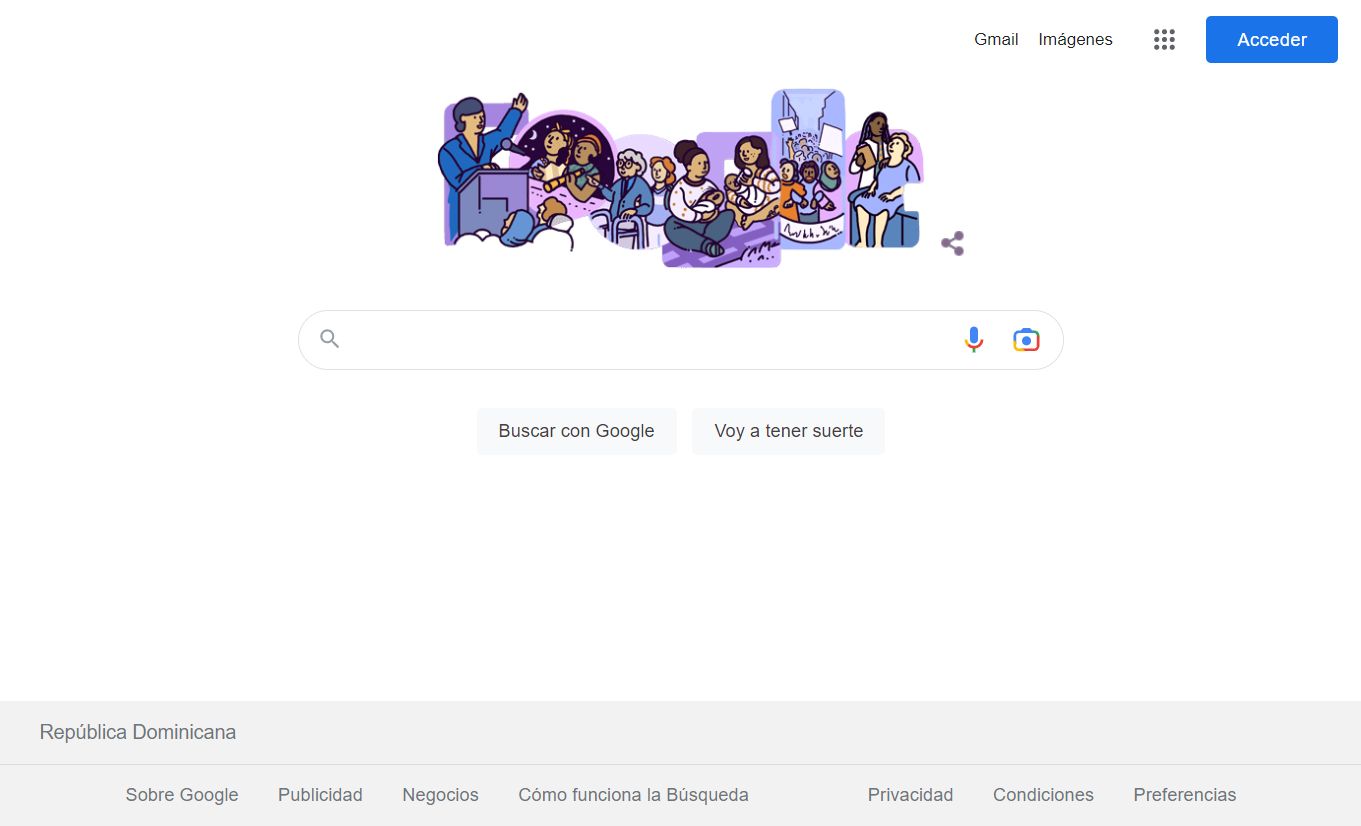 Gmail Imágenes Acceder
Buscar con Google Voy a tener suerte
República Dominicana
Sobre Google Publicidad Negocios Cómo funciona la Búsqueda Privacidad Condiciones Preferencias